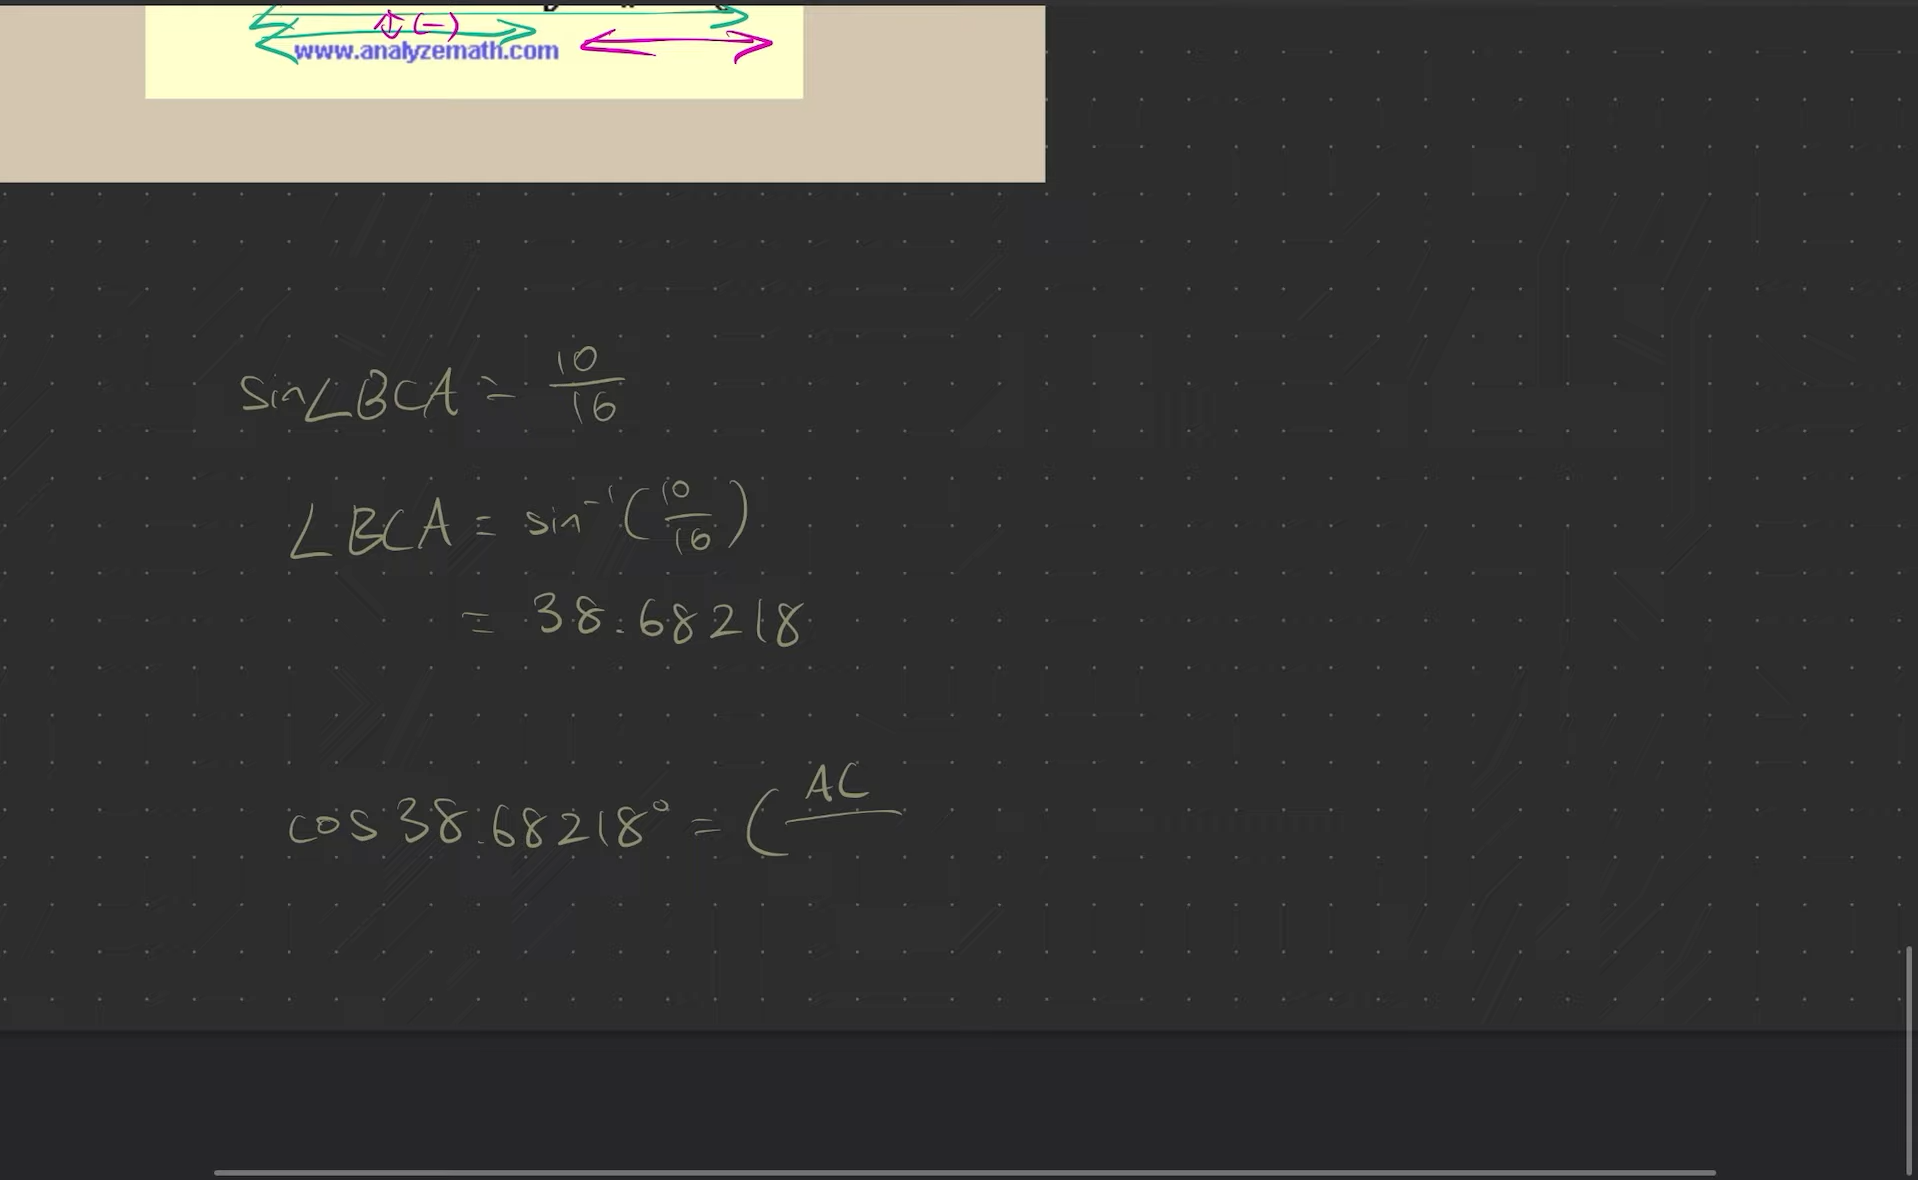 (-)
www.analyzemath.com
sin∠BCA = 10/16
∠BCA = sin⁻¹(10/16)
= 38.68218
cos 38.68218° = (AC